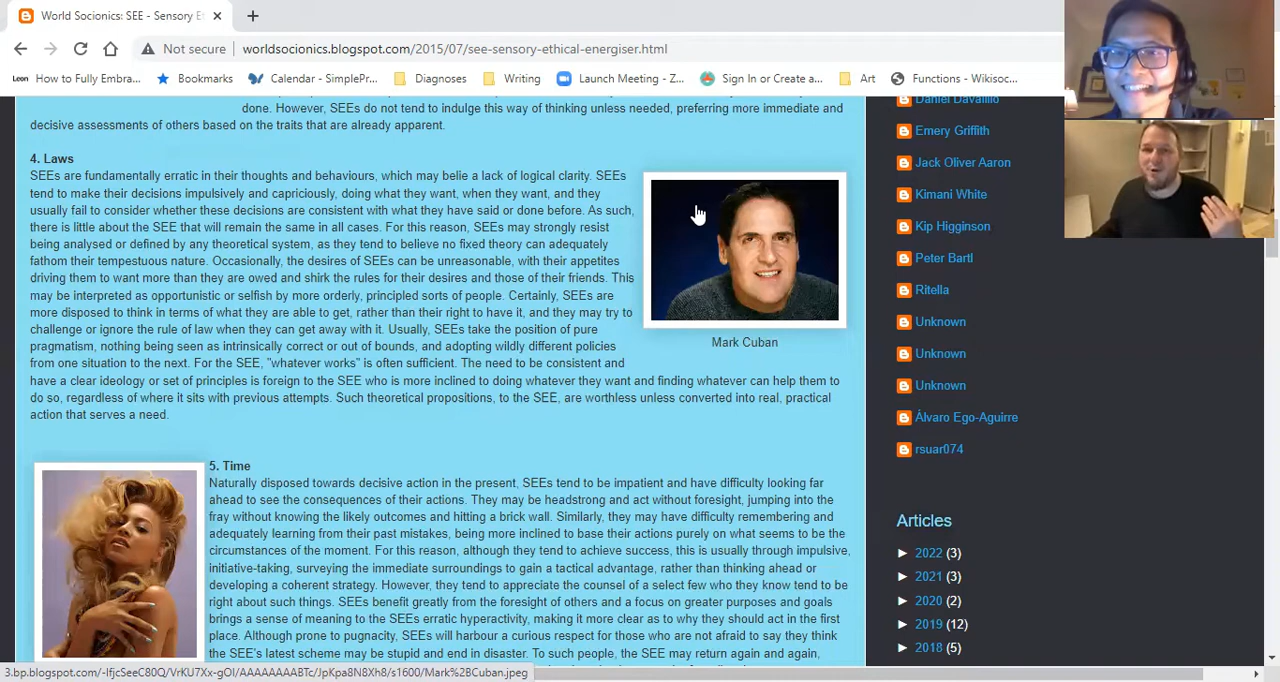 World Socionics: SEE - Sensory Et
Not secure
worldsocionics.blogspot.com/2015/07/see-sensory-ethical-energiser.html
Leon How to Fully Embra...
Bookmarks
Calendar - SimplePr...
Diagnoses
Writing
Launch Meeting - Z...
Sign In or Create a...
Art
Functions - Wikisoc...
done. However, SEEs do not tend to indulge this way of thinking unless needed, preferring more immediate and
decisive assessments of others based on the traits that are already apparent.
4. Laws
SEEs are fundamentally erratic in their thoughts and behaviours, which may belie a lack of logical clarity. SEEs
tend to make their decisions impulsively and capriciously, doing what they want, when they want, and they
usually fail to consider whether these decisions are consistent with what they have said or done before. As such,
there is little about the SEE that will remain the same in all cases. For this reason, SEEs may strongly resist
being analysed or defined by any theoretical system, as they tend to believe no fixed theory can adequately
fathom their tempestuous nature. Occasionally, the desires of SEEs can be unreasonable, with their appetites
driving them to want more than they are owed and shirk the rules for their desires and those of their friends. This
may be interpreted as opportunistic or selfish by more orderly, principled sorts of people. Certainly, SEEs are
more disposed to think in terms of what they are able to get, rather than their right to have it, and they may try to
challenge or ignore the rule of law when they can get away with it. Usually, SEEs take the position of pure
pragmatism, nothing being seen as intrinsically correct or out of bounds, and adopting wildly different policies
from one situation to the next. For the SEE, "whatever works" is often sufficient. The need to be consistent and
have a clear ideology or set of principles is foreign to the SEE who is more inclined to doing whatever they want and finding whatever can help them to
do so, regardless of where it sits with previous attempts. Such theoretical propositions, to the SEE, are worthless unless converted into real, practical
action that serves a need.
Mark Cuban
5. Time
Naturally disposed towards decisive action in the present, SEEs tend to be impatient and have difficulty looking far
ahead to see the consequences of their actions. They may be headstrong and act without foresight, jumping into the
fray without knowing the likely outcomes and hitting a brick wall. Similarly, they may have difficulty remembering and
adequately learning from their past mistakes, being more inclined to base their actions purely on what seems to be the
circumstances of the moment. For this reason, although they tend to achieve success, this is usually through impulsive,
initiative-taking, surveying the immediate surroundings to gain a tactical advantage, rather than thinking ahead or
developing a coherent strategy. However, they tend to appreciate the counsel of a select few who they know tend to be
right about such things. SEEs benefit greatly from the foresight of others and a focus on greater purposes and goals
brings a sense of meaning to the SEEs erratic hyperactivity, making it more clear as to why they should act in the first
place. Although prone to pugnacity, SEEs will harbour a curious respect for those who are not afraid to say they think
the SEE's latest scheme may be stupid and end in disaster. To such people, the SEE may return again and again,
Daniel Davalillo
Emery Griffith
Jack Oliver Aaron
Kimani White
Kip Higginson
Peter Bartl
Ritella
Unknown
Unknown
Unknown
Álvaro Ego-Aguirre
rsuar074
Articles
► 2022 (3)
► 2021 (3)
► 2020 (2)
► 2019 (12)
► 2018 (5)
3.bp.blogspot.com/-IfjcSeeC80Q/VrKU7Xx-gOI/AAAAAAAABTc/JpKpa8N8Xh8/s1600/Mark%2BCuban.jpeg